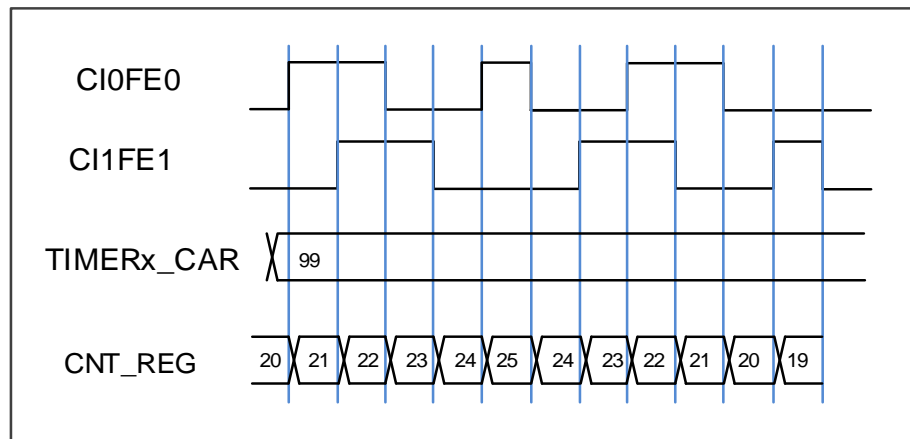 CI0FE0
CI1FE1
TIMERx_CAR 99
CNT_REG 20 21 22 23 24 25 24 23 22 21 20 19